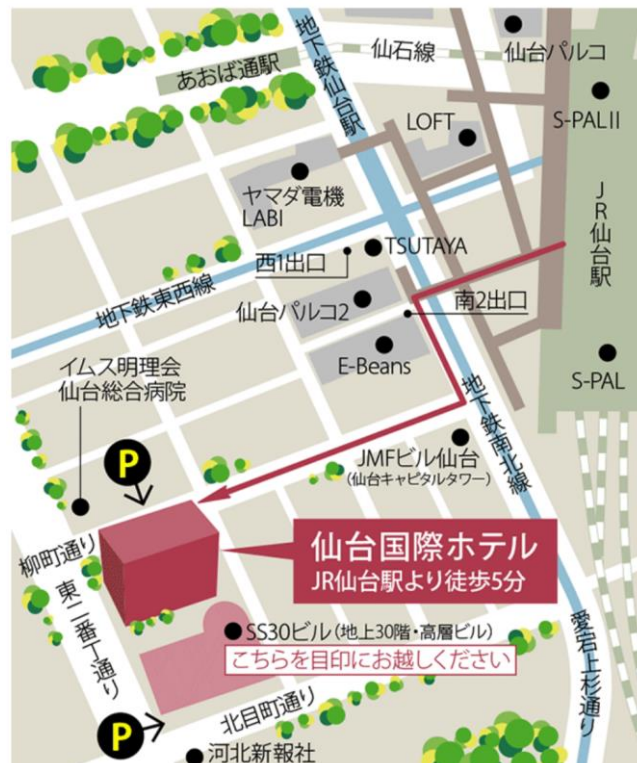 仙石線
仙台パルコ
あおば通駅
地下鉄仙台駅
LOFT
S-PALⅡ
ヤマダ電機
LABI
JR仙台駅
TSUTAYA
西1出口
地下鉄東西線
仙台パルコ2
南2出口
E-Beans
イムス明理会
仙台総合病院
S-PAL
地下鉄南北線
P
JMFビル仙台
(仙台キャピタルタワー)
仙台国際ホテル
JR仙台駅より徒歩5分
柳町通り
東二番丁通り
SS30ビル(地上30階・高層ビル)
こちらを目印にお越しください
愛宕上杉通り
北目町通り
P
河北新報社